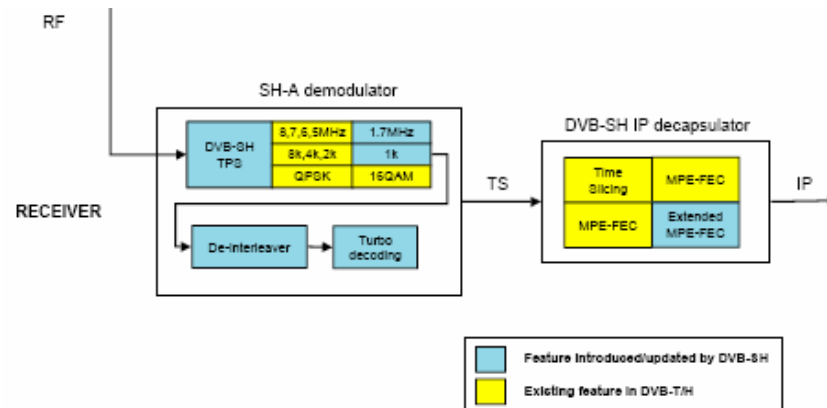 RF
SH-A demodulator
DVB-SH
TPS
8,7,6,5MHz
1.7MHz
8k,4k,2k
1k
QPSK
16QAM
De-interleaver
Turbo
decoding
RECEIVER
TS
DVB-SH IP decapsulator
Time
Slicing
MPE-FEC
MPE-FEC
Extended
MPE-FEC
IP
Feature introduced/updated by DVB-SH
Existing feature in DVB-T/H